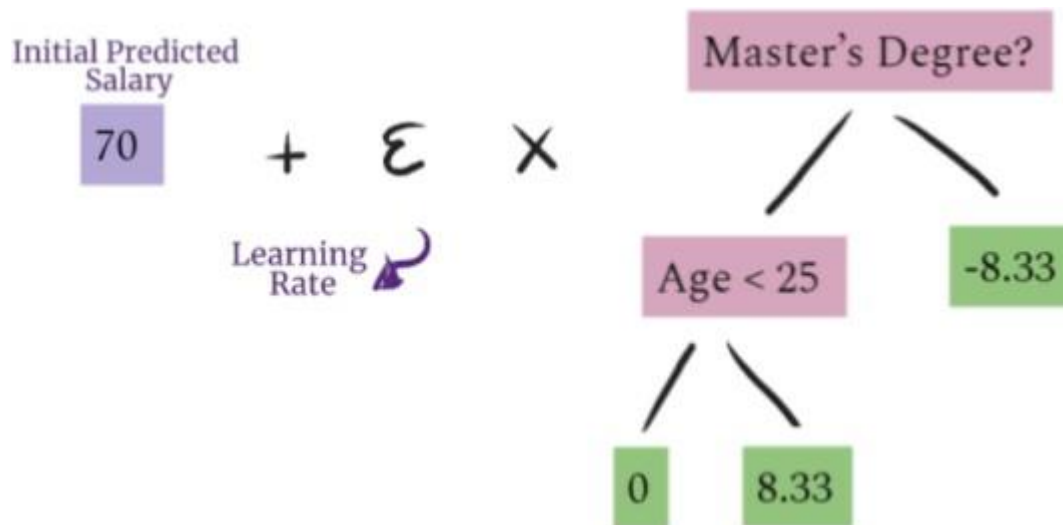 Initial Predicted
Salary
70
+ ε ×
Learning
Rate
Master's Degree?
Age < 25
-8.33
0
8.33